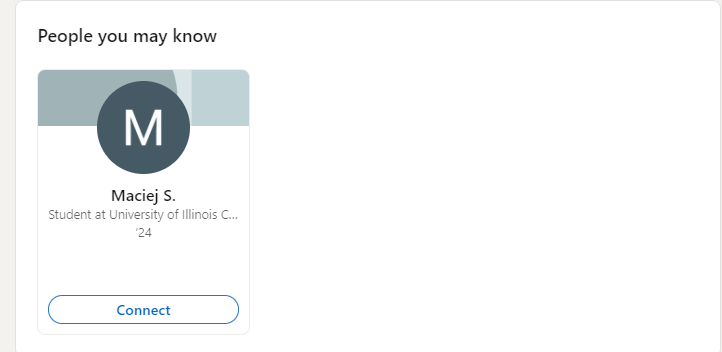 People you may know
M
Maciej S.
Student at University of Illinois C...
'24
Connect